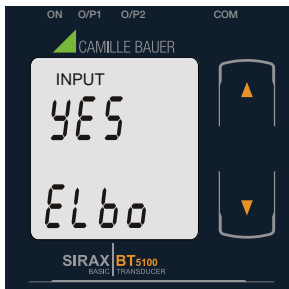 ON O/P1 O/P2 COM
CAMILLE BAUER
INPUT
YES
ELbo
SIRAX BT5100
BASIC TRANSDUCER